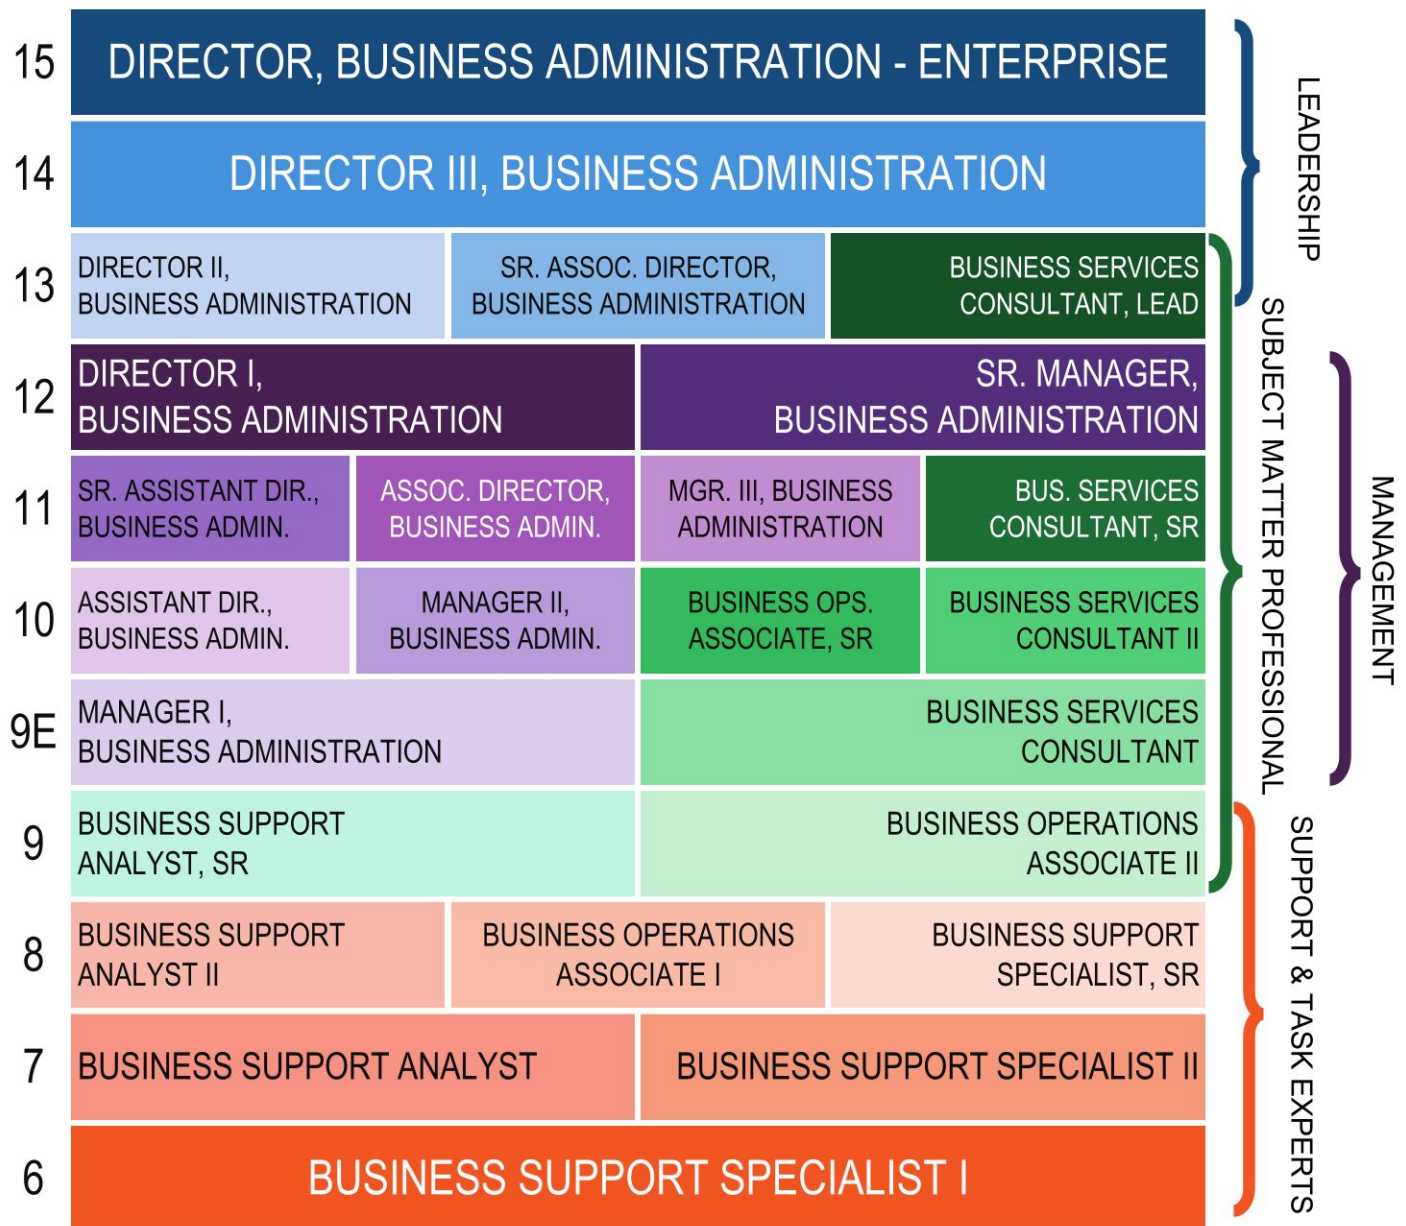 15
DIRECTOR, BUSINESS ADMINISTRATION - ENTERPRISE
14
DIRECTOR III, BUSINESS ADMINISTRATION
13
DIRECTOR II,
BUSINESS ADMINISTRATION
SR. ASSOC. DIRECTOR,
BUSINESS ADMINISTRATION
BUSINESS SERVICES
CONSULTANT, LEAD
12
DIRECTOR I,
BUSINESS ADMINISTRATION
SR. MANAGER,
BUSINESS ADMINISTRATION
11
SR. ASSISTANT DIR.,
BUSINESS ADMIN.
ASSOC. DIRECTOR,
BUSINESS ADMIN.
MGR. III, BUSINESS
ADMINISTRATION
BUS. SERVICES
CONSULTANT, SR
10
ASSISTANT DIR.,
BUSINESS ADMIN.
MANAGER II,
BUSINESS ADMIN.
BUSINESS OPS.
ASSOCIATE, SR
BUSINESS SERVICES
CONSULTANT II
9E
MANAGER I,
BUSINESS ADMINISTRATION
BUSINESS SERVICES
CONSULTANT
9
BUSINESS SUPPORT
ANALYST, SR
BUSINESS OPERATIONS
ASSOCIATE II
8
BUSINESS SUPPORT
ANALYST II
BUSINESS OPERATIONS
ASSOCIATE I
BUSINESS SUPPORT
SPECIALIST, SR
7
BUSINESS SUPPORT ANALYST
BUSINESS SUPPORT SPECIALIST II
6
BUSINESS SUPPORT SPECIALIST I
LEADERSHIP
SUBJECT MATTER PROFESSIONAL
MANAGEMENT
SUPPORT & TASK EXPERTS